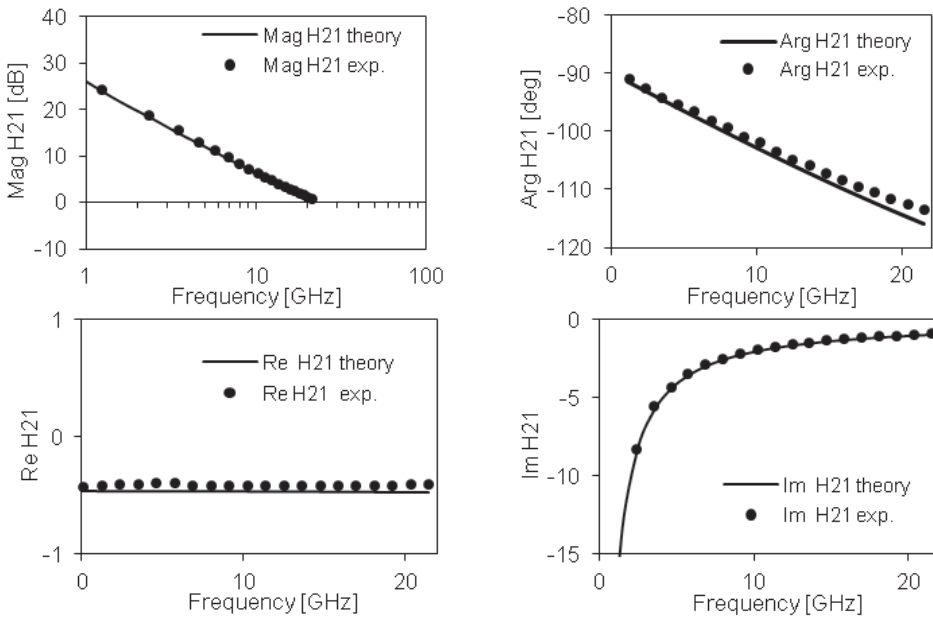 40
30
20
10
0
-10
Mag H21 [dB]
Mag H21 theory
Mag H21 exp.
1
10
100
Frequency [GHz]
-80
-90
-100
-110
-120
Arg H21 [deg]
Arg H21 theory
Arg H21 exp.
0
10
20
Frequency [GHz]
1
0
-1
Re H21
Re H21 theory
Re H21 exp.
0
10
20
Frequency [GHz]
0
-5
-10
-15
Im H21
Im H21 theory
Im H21 exp.
0
10
20
Frequency [GHz]